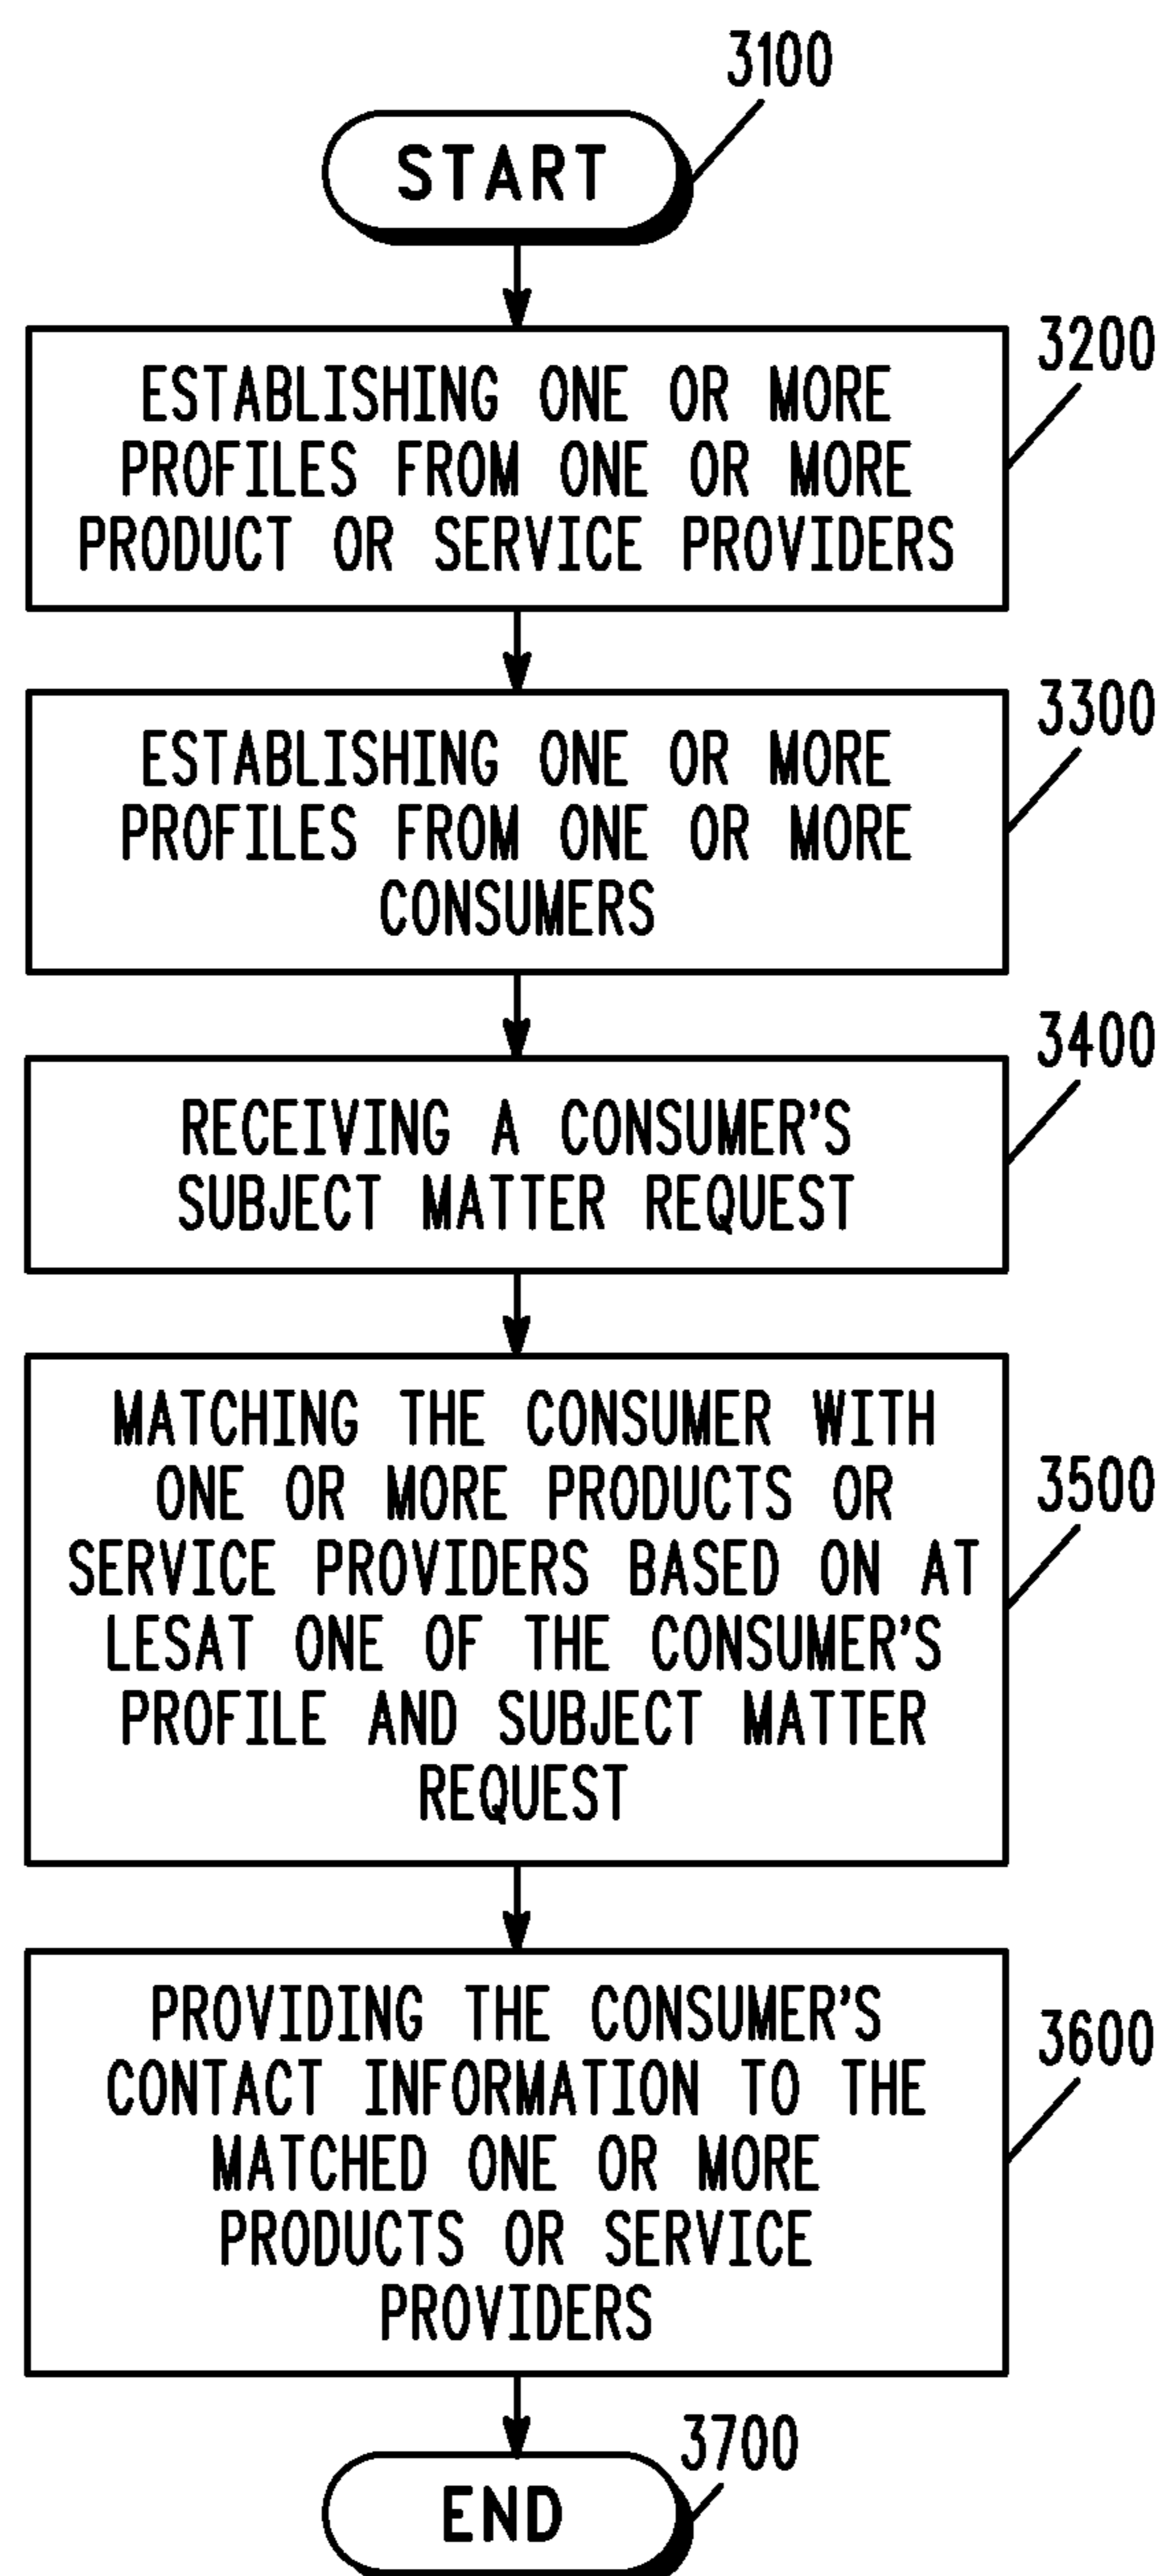 3100
START
3200
ESTABLISHING ONE OR MORE
PROFILES FROM ONE OR MORE
PRODUCT OR SERVICE PROVIDERS
3300
ESTABLISHING ONE OR MORE
PROFILES FROM ONE OR MORE
CONSUMERS
3400
RECEIVING A CONSUMER'S
SUBJECT MATTER REQUEST
3500
MATCHING THE CONSUMER WITH
ONE OR MORE PRODUCTS OR
SERVICE PROVIDERS BASED ON AT
LESAT ONE OF THE CONSUMER'S
PROFILE AND SUBJECT MATTER
REQUEST
3600
PROVIDING THE CONSUMER'S
CONTACT INFORMATION TO THE
MATCHED ONE OR MORE
PRODUCTS OR SERVICE
PROVIDERS
3700
END